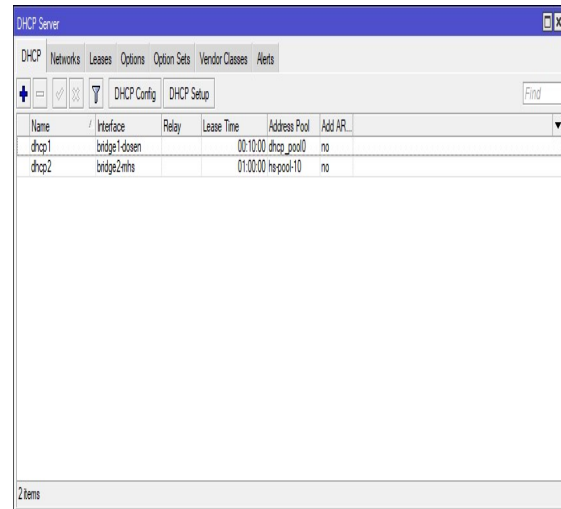 DHCP Server
DHCP Networks Leases Options Option Sets Vendor Classes Alerts
DHCP Config DHCP Setup Find
Name / Interface Relay Lease Time Address Pool Add AR...
dhcp1 bridge1-dosen 00:10:00 dhcp_pool0 no
dhcp2 bridge2-mhs 01:00:00 hs-pool-10 no
2 items